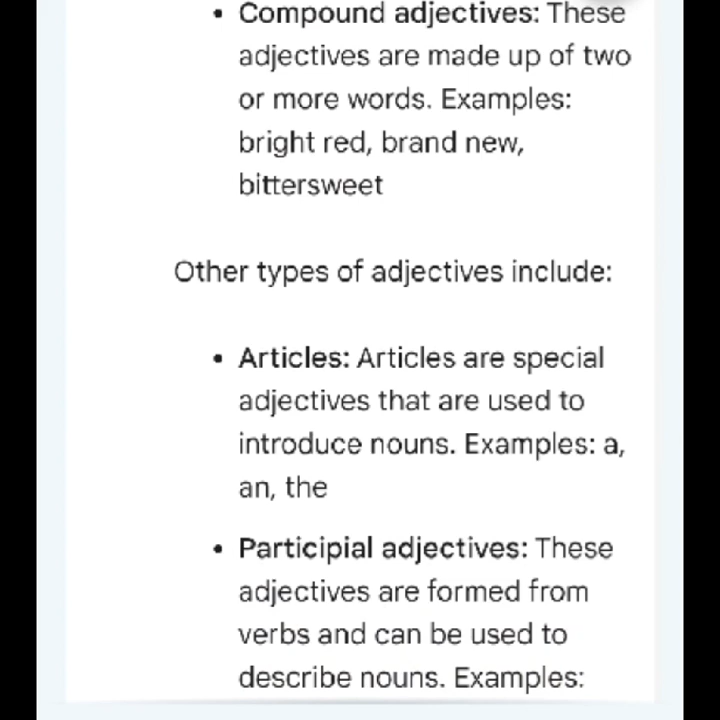 • Compound adjectives: These
adjectives are made up of two
or more words. Examples:
bright red, brand new,
bittersweet
Other types of adjectives include:
• Articles: Articles are special
adjectives that are used to
introduce nouns. Examples: a,
an, the
• Participial adjectives: These
adjectives are formed from
verbs and can be used to
describe nouns. Examples: